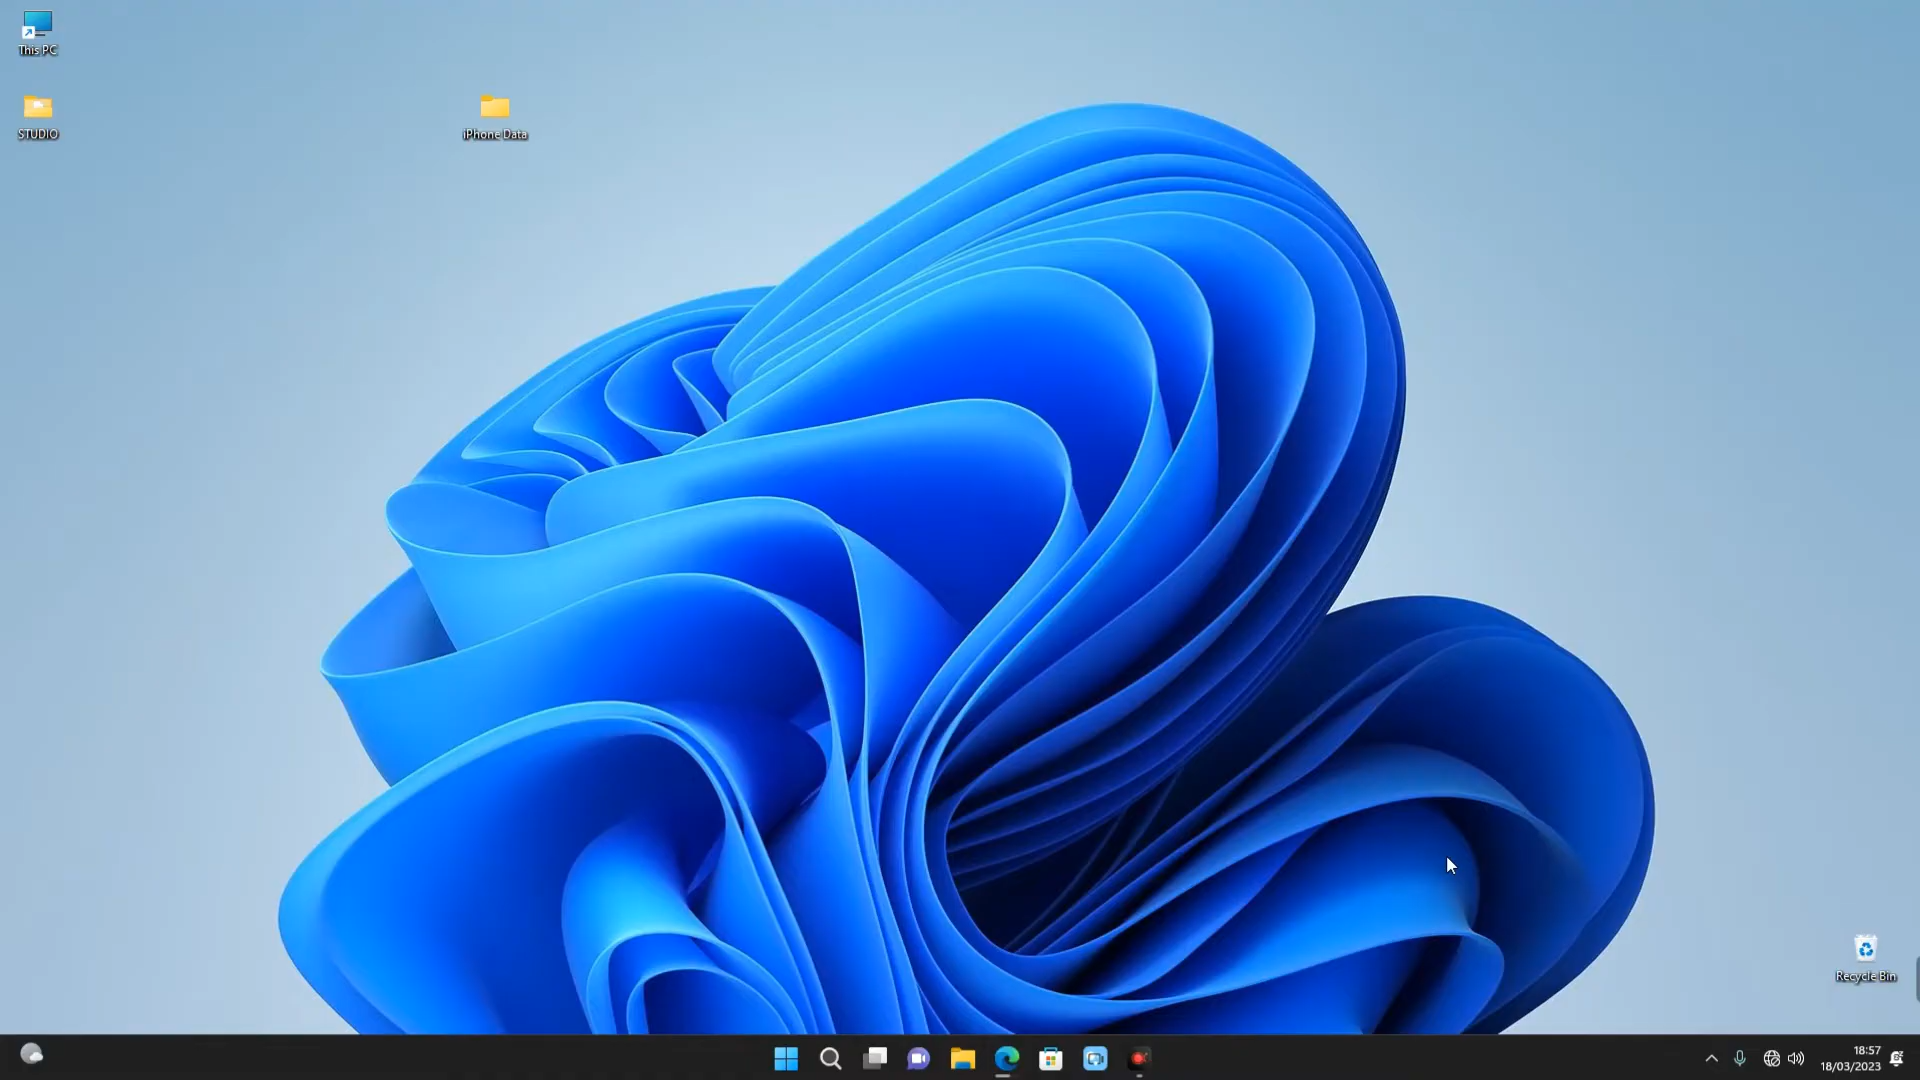 This PC
STUDIO
iPhone Data
Recycle Bin
18:57
18/03/2023